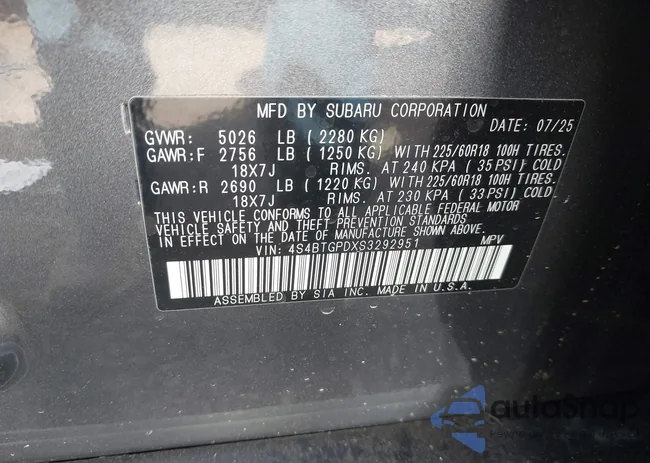 MFD BY SUBARU CORPORATION
DATE: 07/25
GVWR: 5026 LB (2280 KG)
GAWR:F 2756 LB (1250 KG) WITH 225/60R18 100H TIRES.
18X7J RIMS. AT 240 KPA (35 PSI) COLD
GAWR:R 2690 LB (1220 KG) WITH 225/60R18 100H TIRES.
18X7J RIMS. AT 230 KPA (33 PSI) COLD.
THIS VEHICLE CONFORMS TO ALL APPLICABLE FEDERAL MOTOR
VEHICLE SAFETY AND THEFT PREVENTION STANDARDS
IN EFFECT ON THE DATE OF MANUFACTURE SHOWN ABOVE.
VIN: 4S4BTGPDXS3292951 MPV
ASSEMBLED BY SIA INC. MADE IN U.S.A.
autoSnap